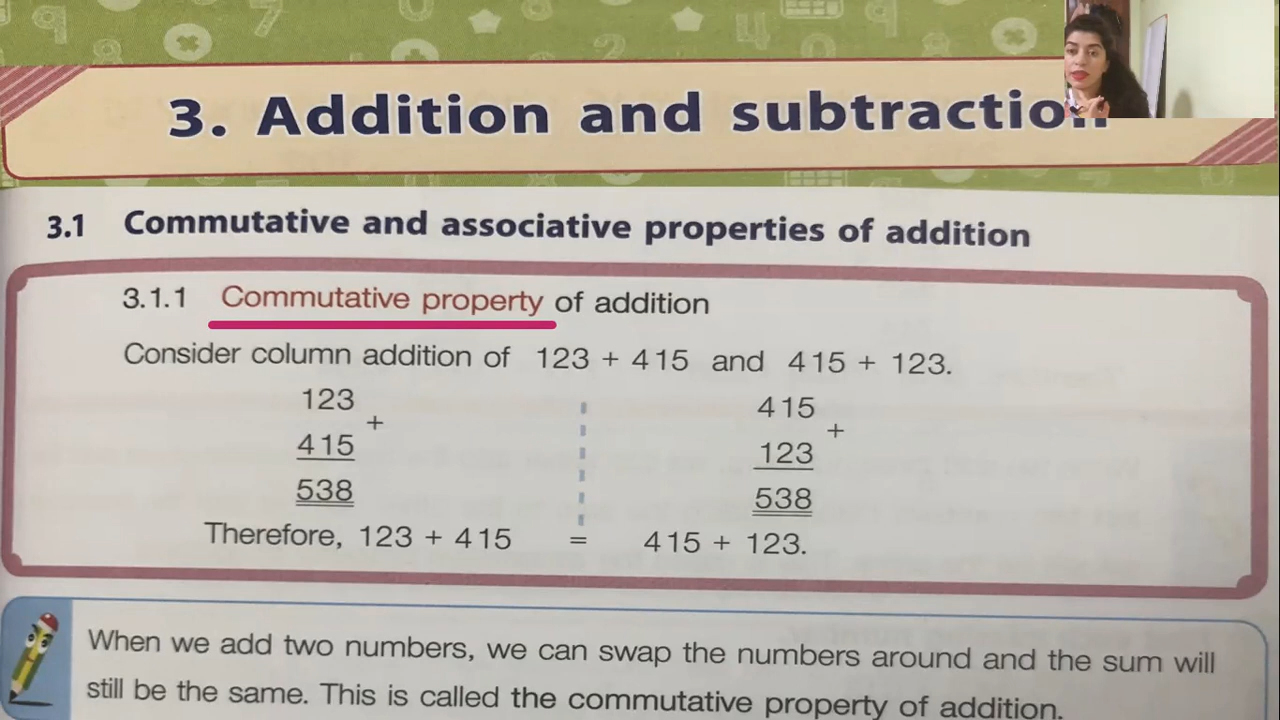 3. Addition and subtraction
3.1 Commutative and associative properties of addition
3.1.1 Commutative property of addition
Consider column addition of 123 + 415 and 415 + 123.
123
+
415
538
415
+
123
538
Therefore, 123 + 415 = 415 + 123.
When we add two numbers, we can swap the numbers around and the sum will
still be the same. This is called the commutative property of addition.